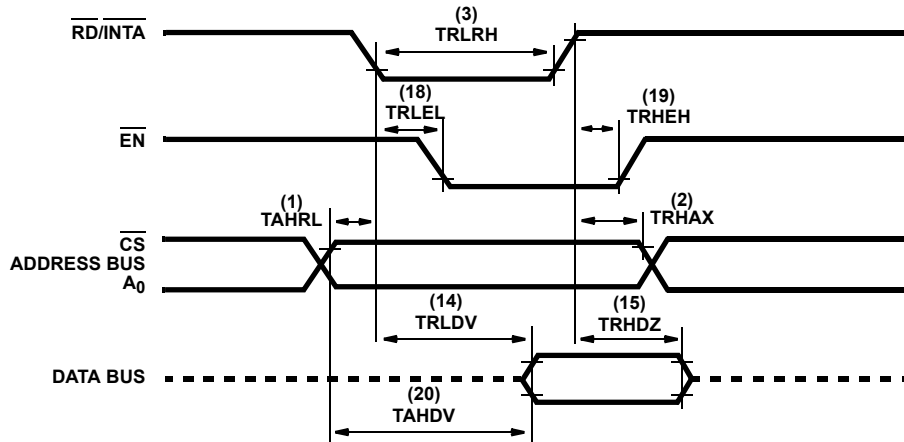 (3)
RD/INTA
TRLRH
(18)
TRLEL
(19)
TRHEH
EN
(1)
TAHRL
(2)
TRHAX
CS
ADDRESS BUS
A0
(14)
TRLDV
(15)
TRHDZ
DATA BUS
(20)
TAHDV